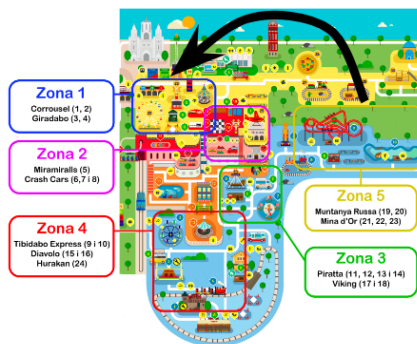 Zona 1
Corrousel (1, 2)
Giradabo (3, 4)
Zona 2
Miramiralls (5)
Crash Cars (6,7 i 8)
Zona 4
Tibidabo Express (9 i 10)
Diavolo (15 i 16)
Hurakan (24)
Zona 5
Muntanya Russa (19, 20)
Mina d'Or (21, 22, 23)
Zona 3
Piratta (11, 12, 13 i 14)
Viking (17 i 18)